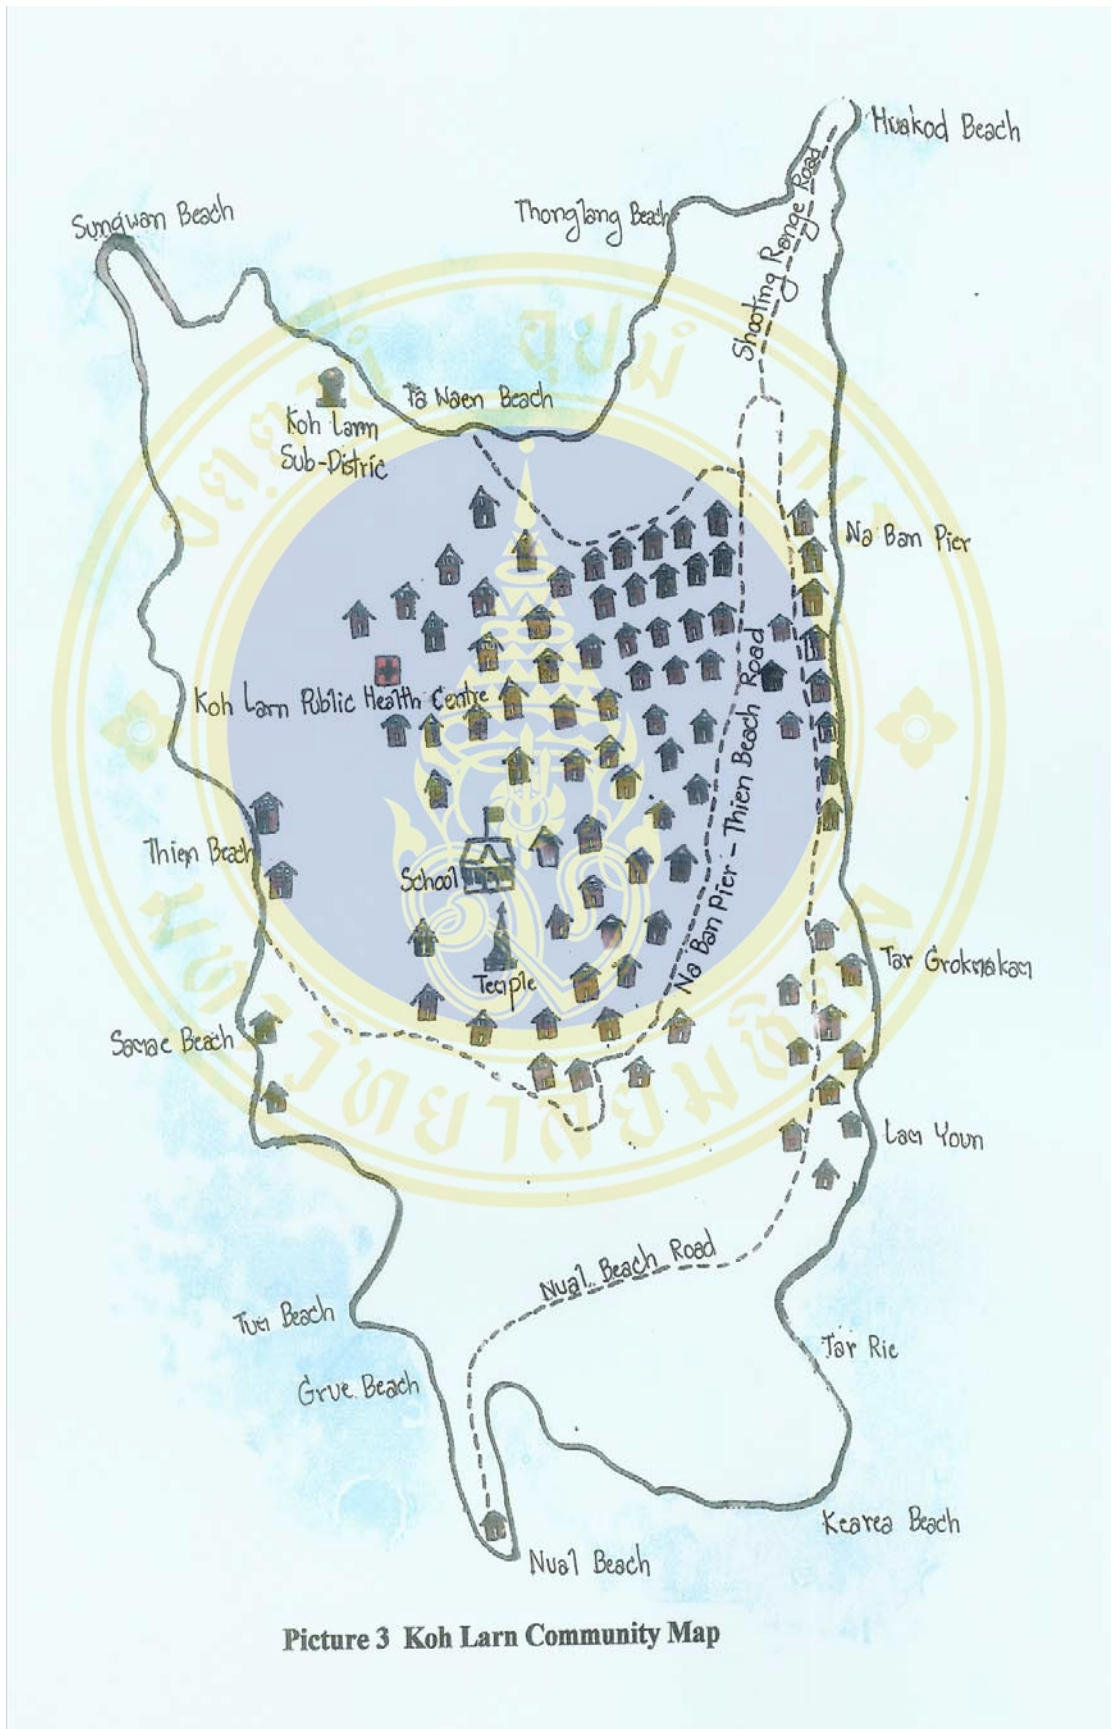 Huakod Beach
Sungwan Beach
Thonglang Beach
Shooting Range Road
Ta Waen Beach
Koh Larn
Sub-Distric
Na Ban Pier
Koh Larn Public Health Centre
Na Ban Pier - Thien Beach Road
Thien Beach
School
Tar Grokmakam
Temple
Samae Beach
Lam Youn
Nual Beach Road
Tum Beach
Tar Rie
Grue Beach
Kearea Beach
Nual Beach
Picture 3 Koh Larn Community Map